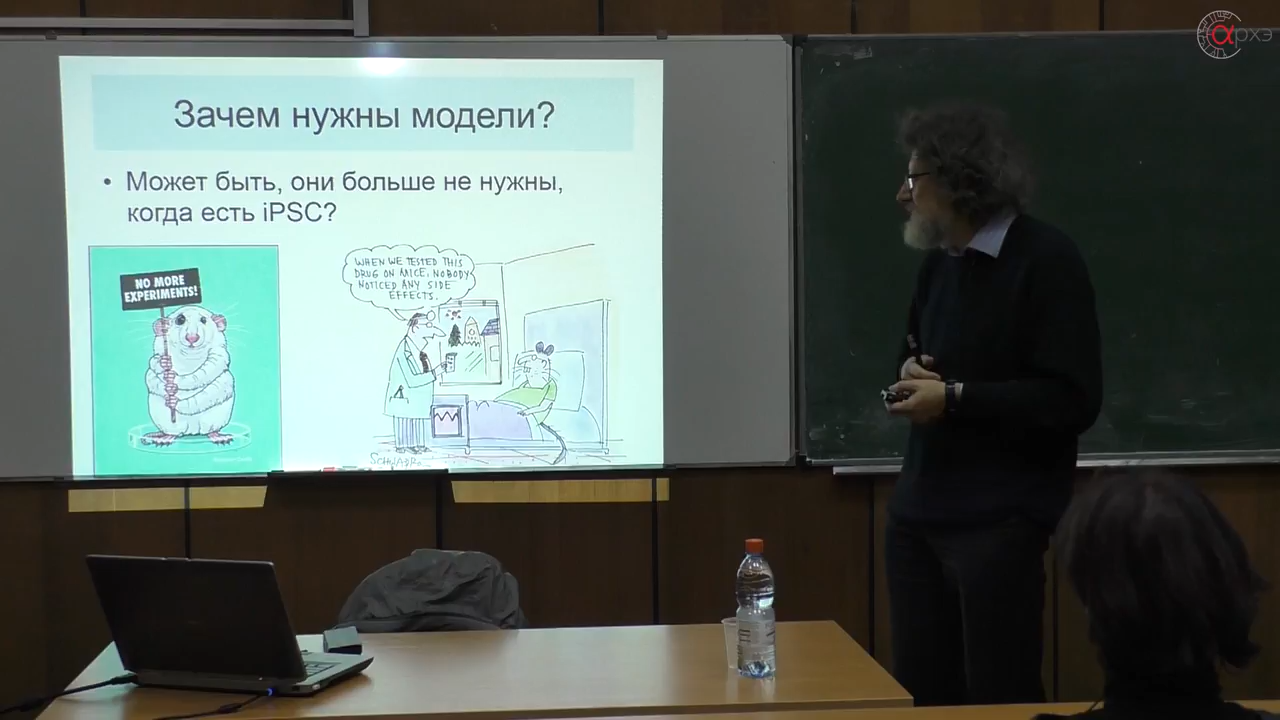 αрхэ
Зачем нужны модели?
• Может быть, они больше не нужны,
когда есть iPSC?
NO MORE
EXPERIMENTS!
WHEN WE TESTED THIS
DRUG ON MICE, NOBODY
NOTICED ANY SIDE
EFFECTS.